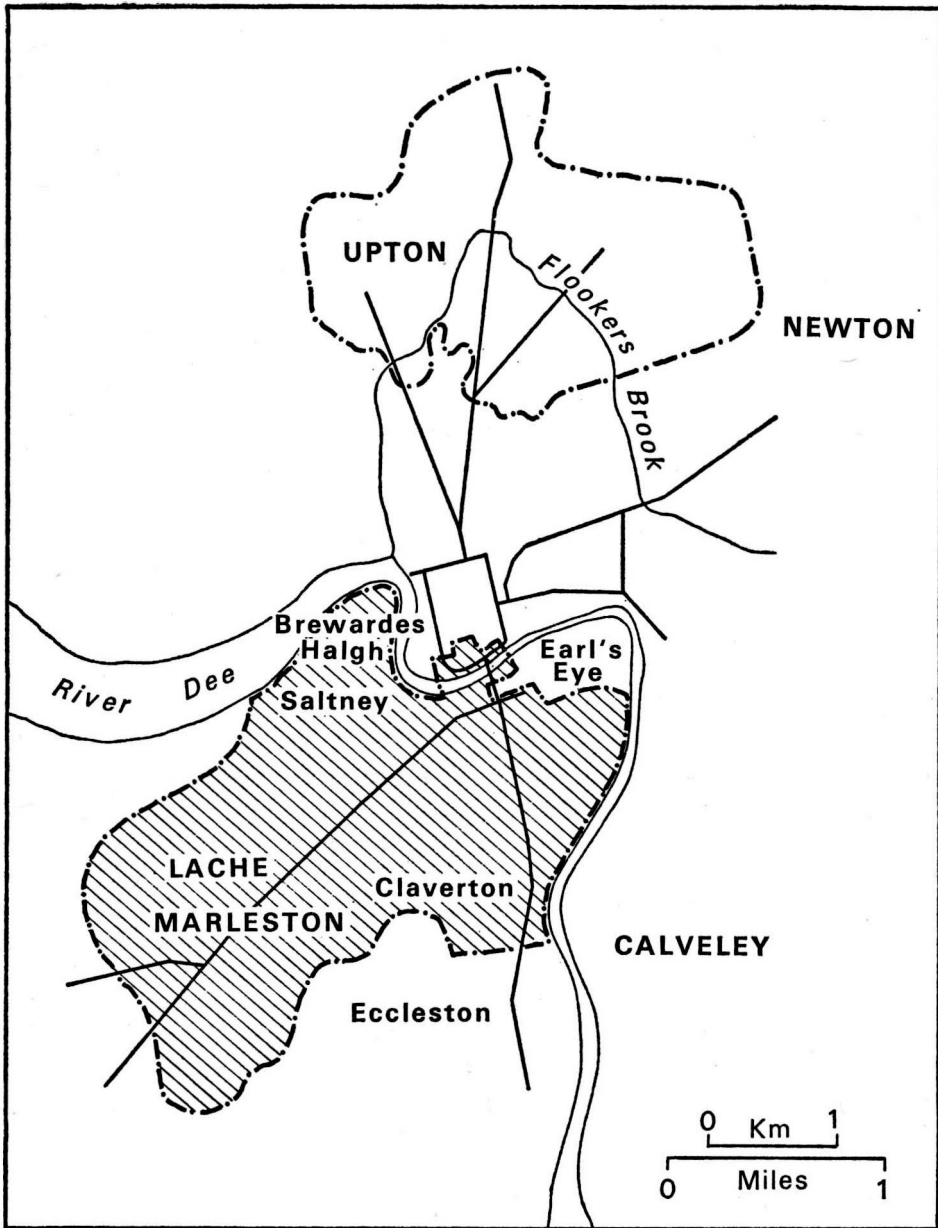 UPTON
Flookers
Brook
NEWTON
Brewardes
Halgh
Earl's
Eye
River Dee
Saltney
LACHE
Claverton
MARLESTON
CALVELEY
Eccleston
0 Km 1
Miles
0 1